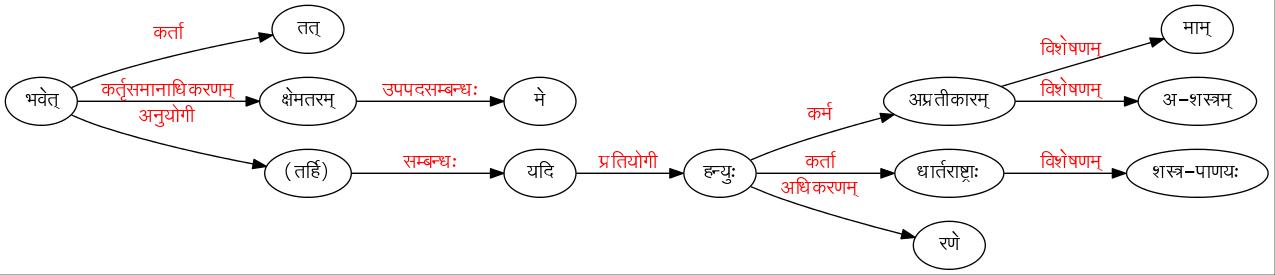 कर्ता तत् विशेषणम् माम्
भवेत् कर्तृसमानाधिकरणम् क्षेमतरम् उपपदसम्बन्धः मे कर्म अप्रतीकारम् विशेषणम् अ-शस्त्रम्
अनुयोगी (तर्हि) सम्बन्धः यदि प्रतियोगी हन्युः कर्ता धार्तराष्ट्राः विशेषणम् शस्त्र-पाणयः
अधिकरणम् रणे